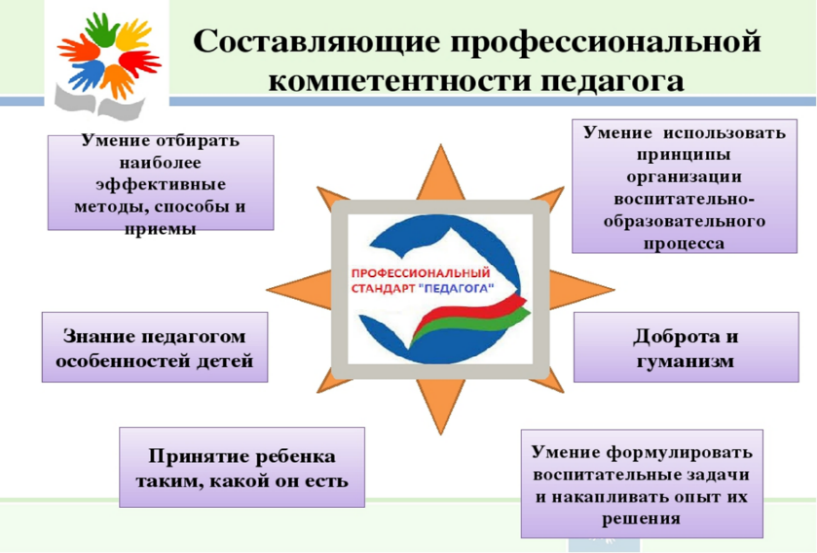 Составляющие профессиональной
компетентности педагога
Умение отбирать
наиболее
эффективные
методы, способы и
приемы
Умение использовать
принципы
организации
воспитательно-
образовательного
процесса
ПРОФЕССИОНАЛЬНЫЙ
СТАНДАРТ "ПЕДАГОГА"
Знание педагогом
особенностей детей
Доброта и
гуманизм
Принятие ребенка
таким, какой он есть
Умение формулировать
воспитательные задачи
и накапливать опыт их
решения